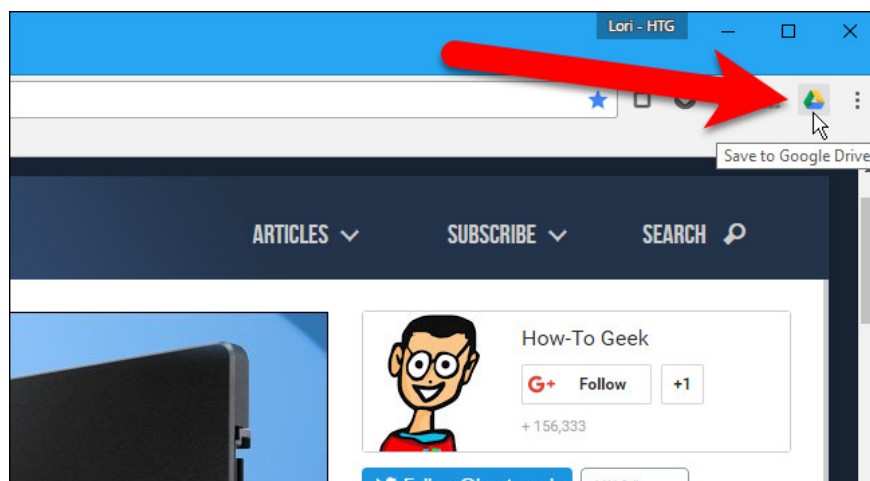 Lori - HTG
Save to Google Drive
ARTICLES
SUBSCRIBE
SEARCH
How-To Geek
G+ Follow +1
+ 156,333